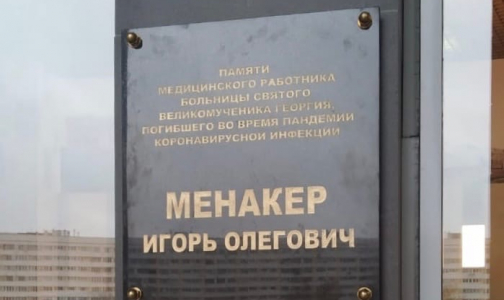 ПАМЯТИ
МЕДИЦИНСКОГО РАБОТНИКА
БОЛЬНИЦЫ СВЯТОГО
ВЕЛИКОМУЧЕНИКА ГЕОРГИЯ,
ПОГИБШЕГО ВО ВРЕМЯ ПАНДЕМИИ
КОРОНАВИРУСНОЙ ИНФЕКЦИИ
МЕНАКЕР
ИГОРЬ ОЛЕГОВИЧ